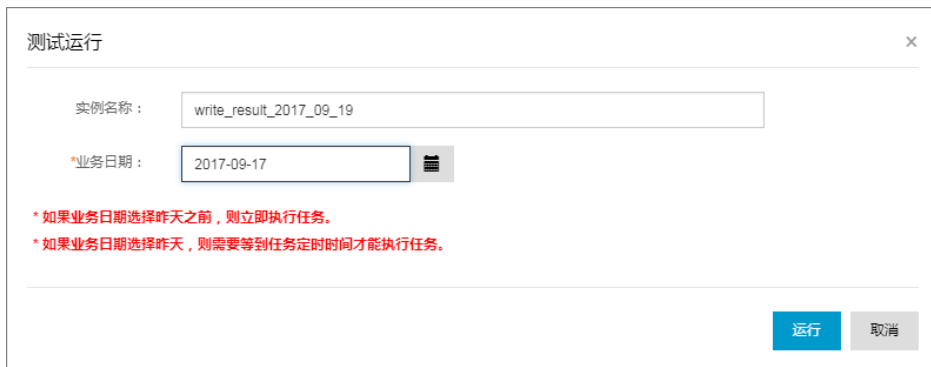 测试运行
×
实例名称：
write_result_2017_09_19
*业务日期：
2017-09-17
* 如果业务日期选择昨天之前，则立即执行任务。
* 如果业务日期选择昨天，则需要等到任务定时时间才能执行任务。
运行
取消